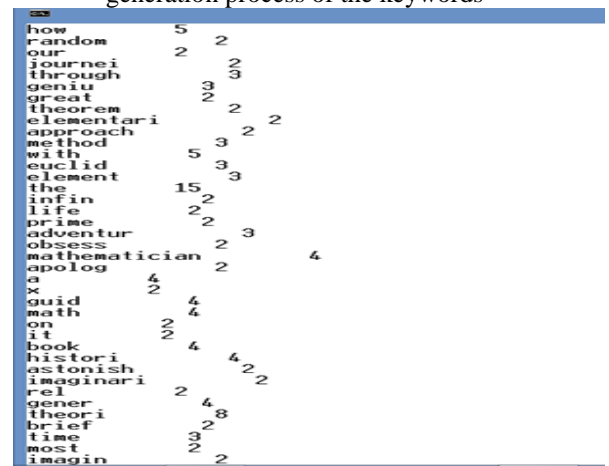 generation process of the keywords
how 5
random 2
our 2
journei 2
through 3
geniu 3
great 2
theorem 2
elementari 2
approach 2
method 3
with 5
euclid 3
element 3
the 15
infin 2
life 2
prime 2
adventur 3
obsess 2
mathematician 4
apolog 2
a 4
x 2
guid 4
math 4
on 2
it 2
book 4
histori 4
astonish 2
imaginari 2
rel 2
gener 4
theori 8
brief 2
time 3
most 2
imagin 2